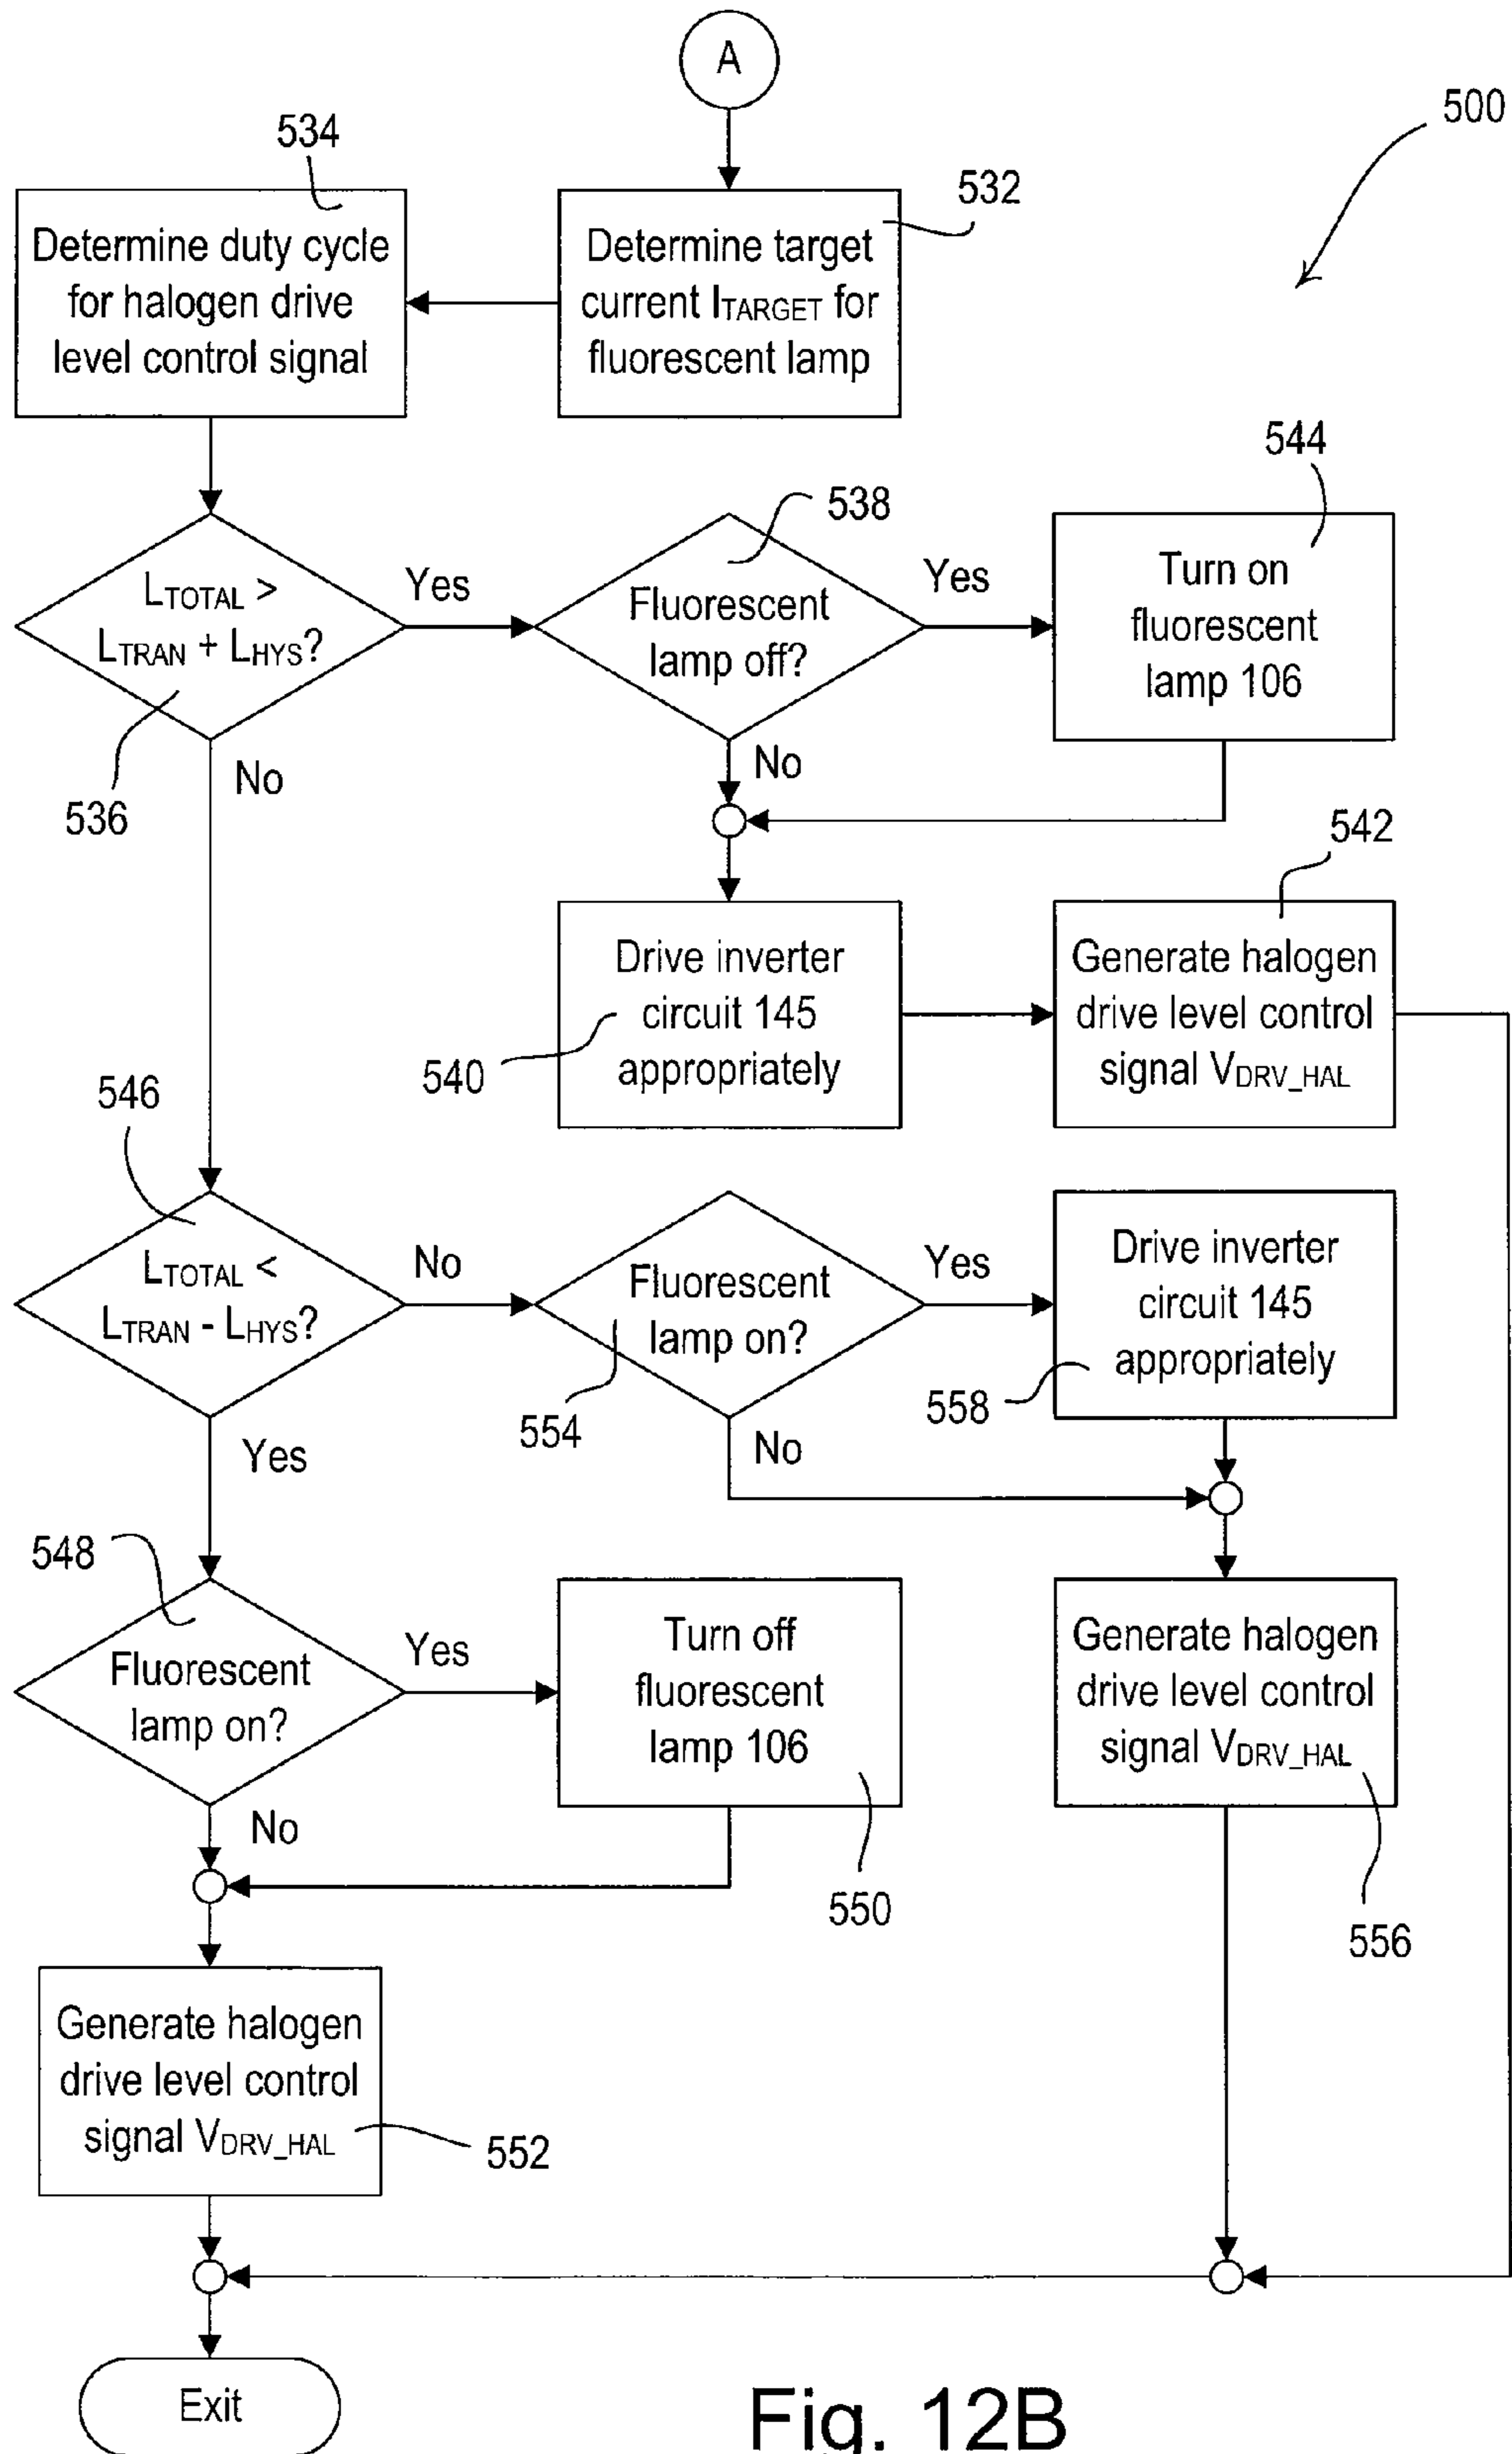 A
500
534
532
Determine duty cycle
for halogen drive
level control signal
Determine target
current ITARGET for
fluorescent lamp
544
538
LTOTAL >
LTRAN + LHYS?
Yes
Fluorescent
lamp off?
Yes
Turn on
fluorescent
lamp 106
536
No
No
542
Drive inverter
circuit 145
appropriately
540
Generate halogen
drive level control
signal VDRV_HAL
546
LTOTAL <
LTRAN - LHYS?
No
Fluorescent
lamp on?
Yes
Drive inverter
circuit 145
appropriately
554
558
Yes
No
548
Fluorescent
lamp on?
Yes
Turn off
fluorescent
lamp 106
Generate halogen
drive level control
signal VDRV_HAL
No
550
556
Generate halogen
drive level control
signal VDRV_HAL
552
Exit
Fig. 12B